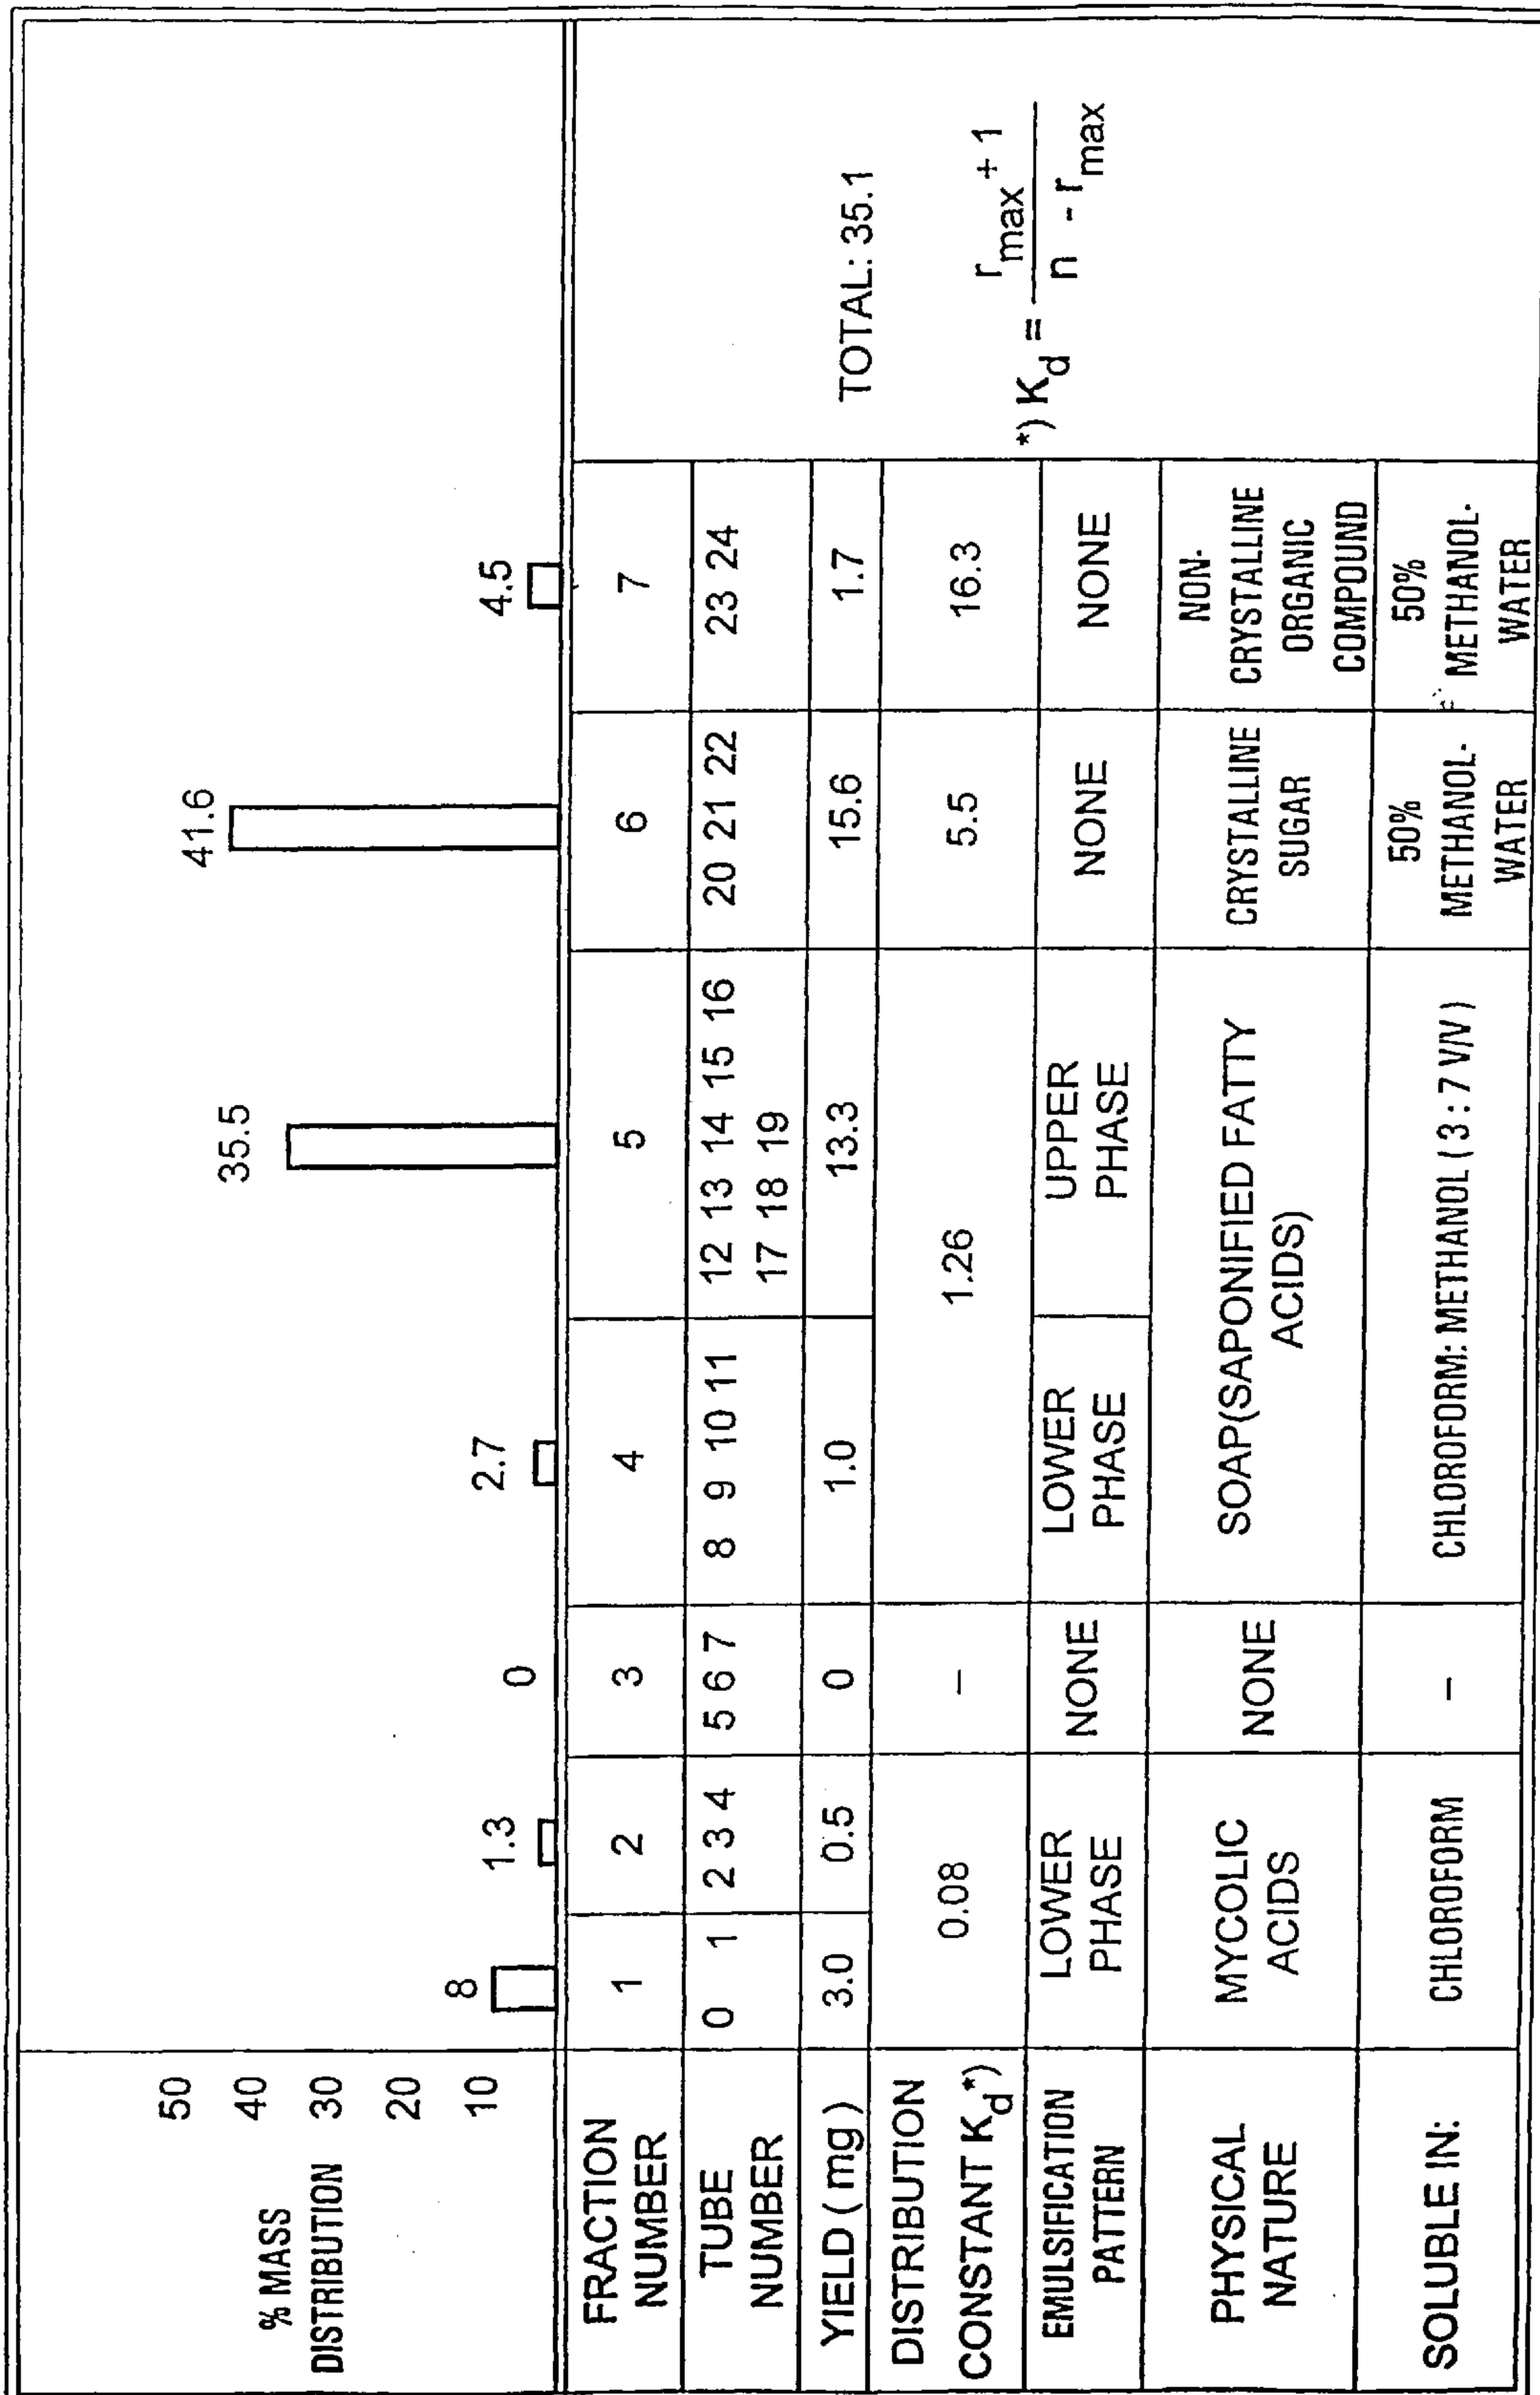 % MASS
DISTRIBUTION
50
40
30
20
10
8
1.3
0
2.7
35.5
41.6
4.5
FRACTION
NUMBER
1
2
3
4
5
6
7
TUBE
NUMBER
0 1
2 3 4
5 6 7
8 9 10 11
12 13 14 15 16
17 18 19
20 21 22
23 24
YIELD ( mg )
3.0
0.5
0
1.0
13.3
15.6
1.7
TOTAL: 35.1
DISTRIBUTION
CONSTANT Kd*)
0.08
–
1.26
5.5
16.3
*) Kd = rmax + 1
n - rmax
EMULSIFICATION
PATTERN
LOWER
PHASE
NONE
LOWER
PHASE
UPPER
PHASE
NONE
NONE
PHYSICAL
NATURE
MYCOLIC
ACIDS
NONE
SOAP(SAPONIFIED FATTY
ACIDS)
CRYSTALLINE
SUGAR
NON-
CRYSTALLINE
ORGANIC
COMPOUND
SOLUBLE IN:
CHLOROFORM
–
CHLOROFORM: METHANOL ( 3 : 7 V/V )
50%
METHANOL-
WATER
50%
METHANOL-
WATER